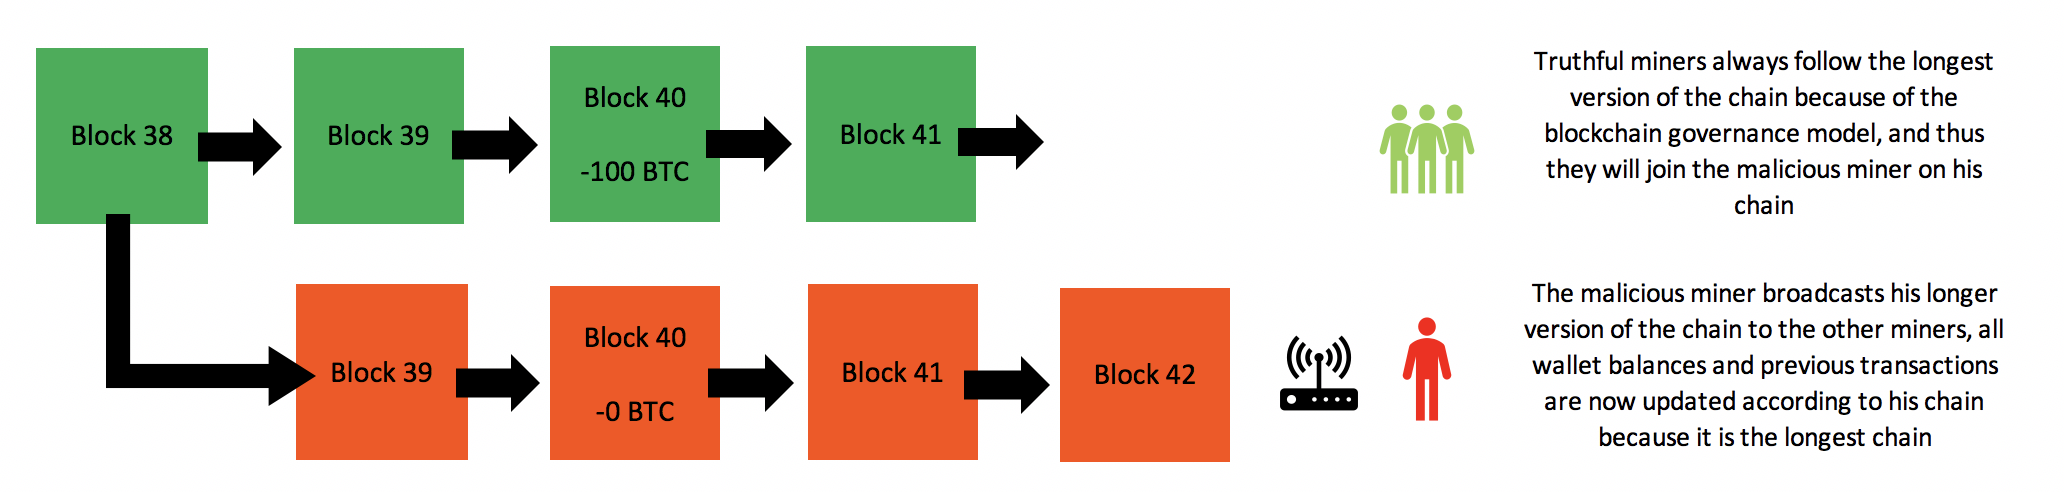 Block 38
Block 39
Block 40
-100 BTC
Block 41
Truthful miners always follow the longest
version of the chain because of the
blockchain governance model, and thus
they will join the malicious miner on his
chain
Block 39
Block 40
-0 BTC
Block 41
Block 42
The malicious miner broadcasts his longer
version of the chain to the other miners, all
wallet balances and previous transactions
are now updated according to his chain
because it is the longest chain